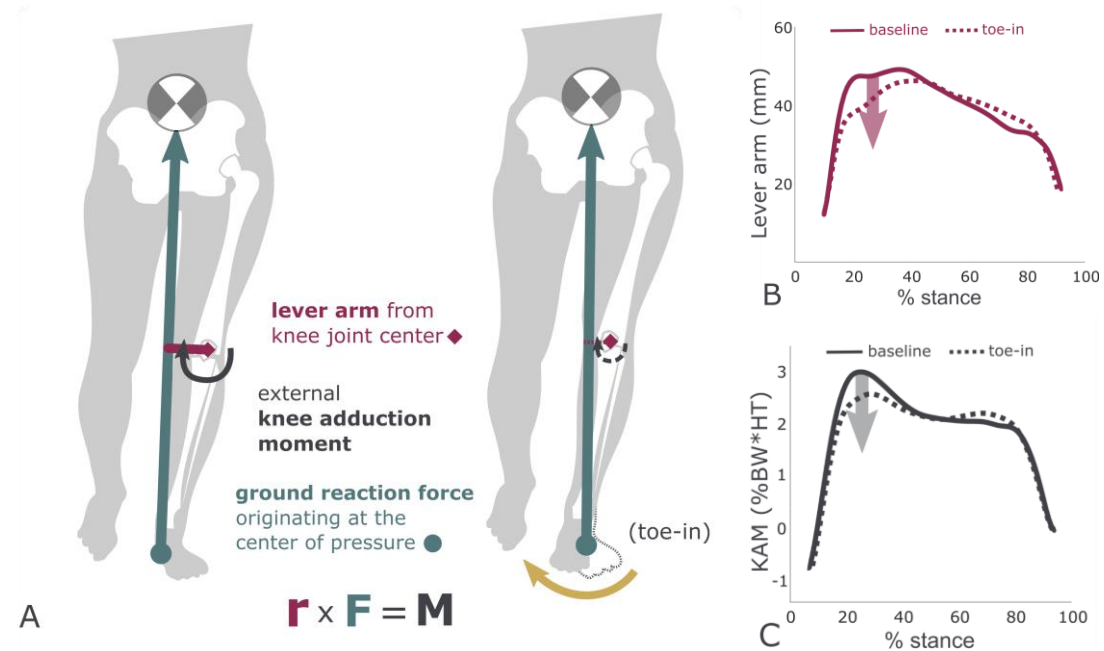 lever arm from
knee joint center
external
knee adduction
moment
ground reaction force
originating at the
center of pressure
r x F = M
(toe-in)
A
60
baseline toe-in
40
20
Lever arm (mm)
0 20 40 60 80 100
% stance
B
baseline toe-in
3
2
1
0
-1
KAM (%BW*HT)
0 20 40 60 80 100
% stance
C